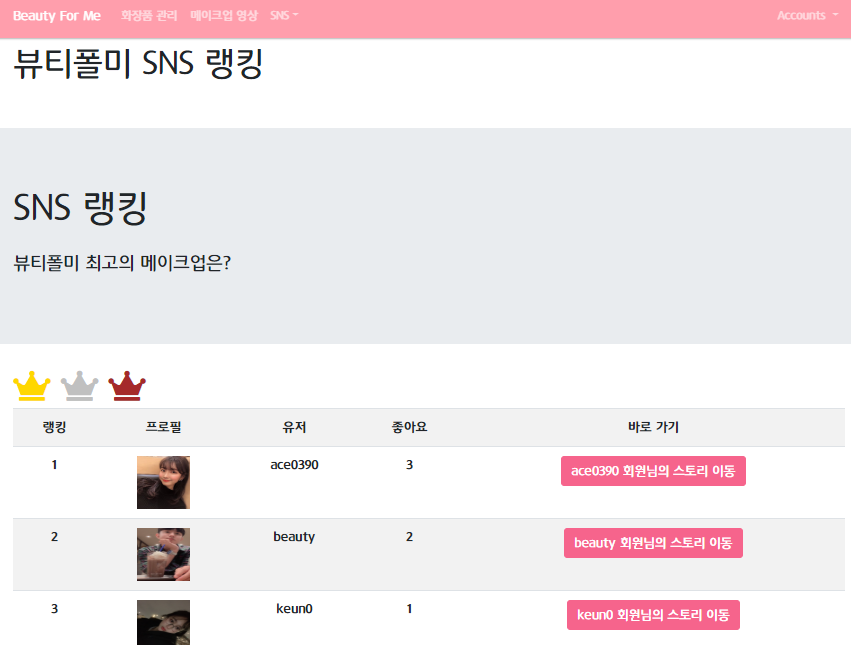 Beauty For Me 화장품 관리 메이크업 영상 SNS Accounts
뷰티폴미 SNS 랭킹
SNS 랭킹
뷰티폴미 최고의 메이크업은?
랭킹 프로필 유저 좋아요 바로 가기
1 ace0390 3 ace0390 회원님의 스토리 이동
2 beauty 2 beauty 회원님의 스토리 이동
3 keun0 1 keun0 회원님의 스토리 이동